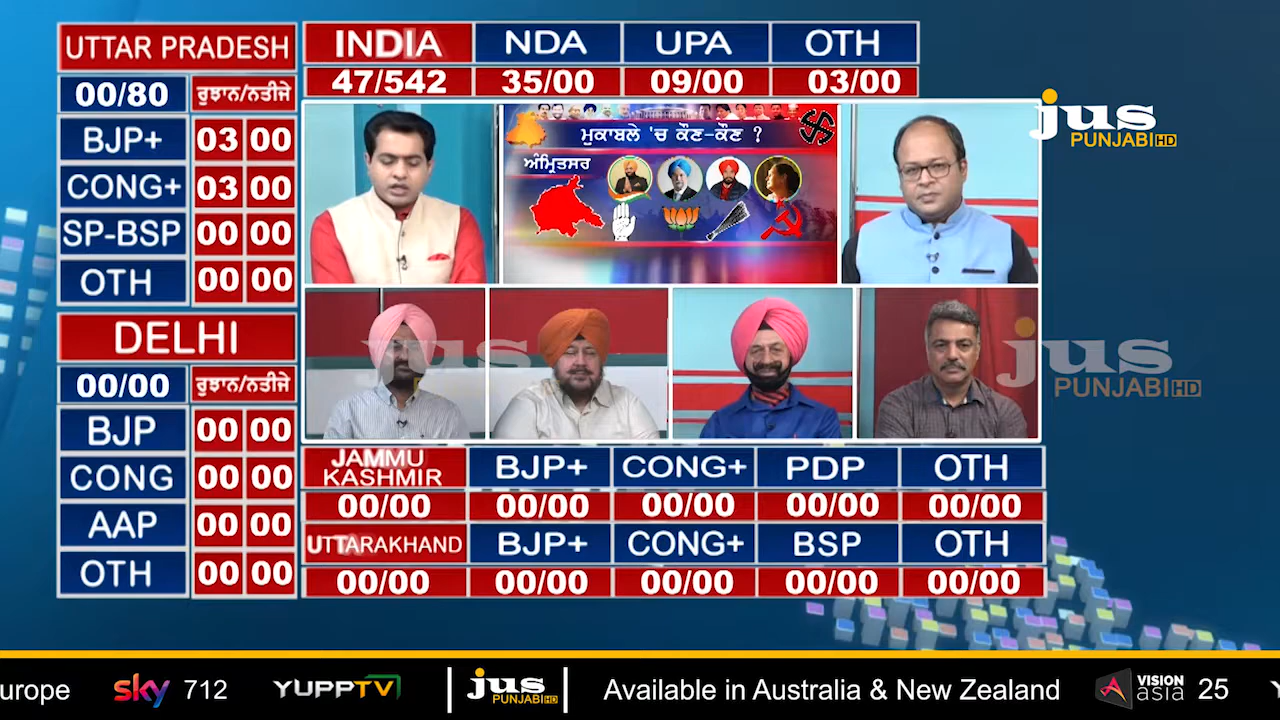 UTTAR PRADESH
00/80 ਰੁਝਾਨ/ਨਤੀਜੇ
BJP+ 03 00
CONG+ 03 00
SP-BSP 00 00
OTH 00 00
DELHI
00/00 ਰੁਝਾਨ/ਨਤੀਜੇ
BJP 00 00
CONG 00 00
AAP 00 00
OTH 00 00
INDIA NDA UPA OTH
47/542 35/00 09/00 03/00
ਮੁਕਾਬਲੇ 'ਚ ਕੌਣ-ਕੌਣ ?
ਅੰਮ੍ਰਿਤਸਰ
jus
PUNJABI HD
jus
jus
PUNJABI HD
JAMMU KASHMIR BJP+ CONG+ PDP OTH
00/00 00/00 00/00 00/00 00/00
UTTARAKHAND BJP+ CONG+ BSP OTH
00/00 00/00 00/00 00/00 00/00
urope sky 712 YUPPTV jus PUNJABI HD Available in Australia & New Zealand VISION asia 25 Y